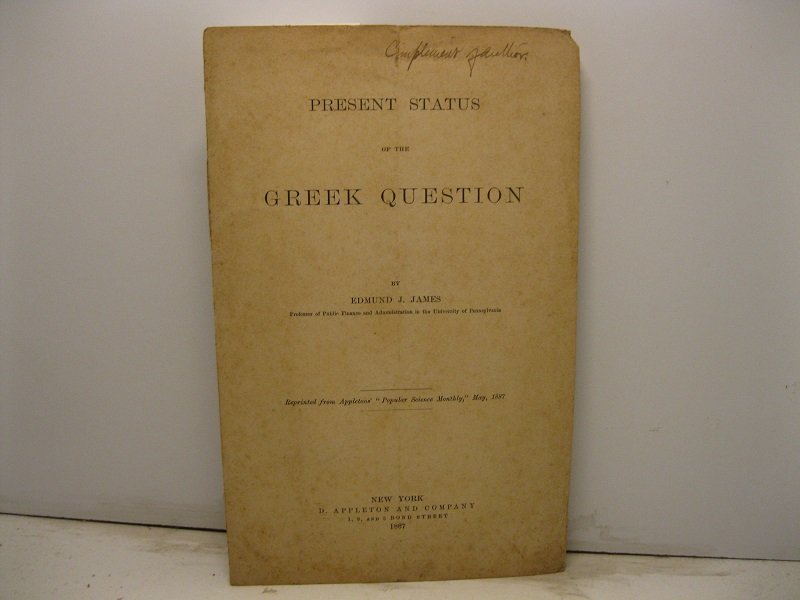 Compliment of author.
PRESENT STATUS
OF THE
GREEK QUESTION
BY
EDMUND J. JAMES
Professor of Public Finance and Administration in the University of Pennsylvania
Reprinted from Appletons' "Popular Science Monthly," May, 1887
NEW YORK
D. APPLETON AND COMPANY
1, 3, AND 5 BOND STREET
1887